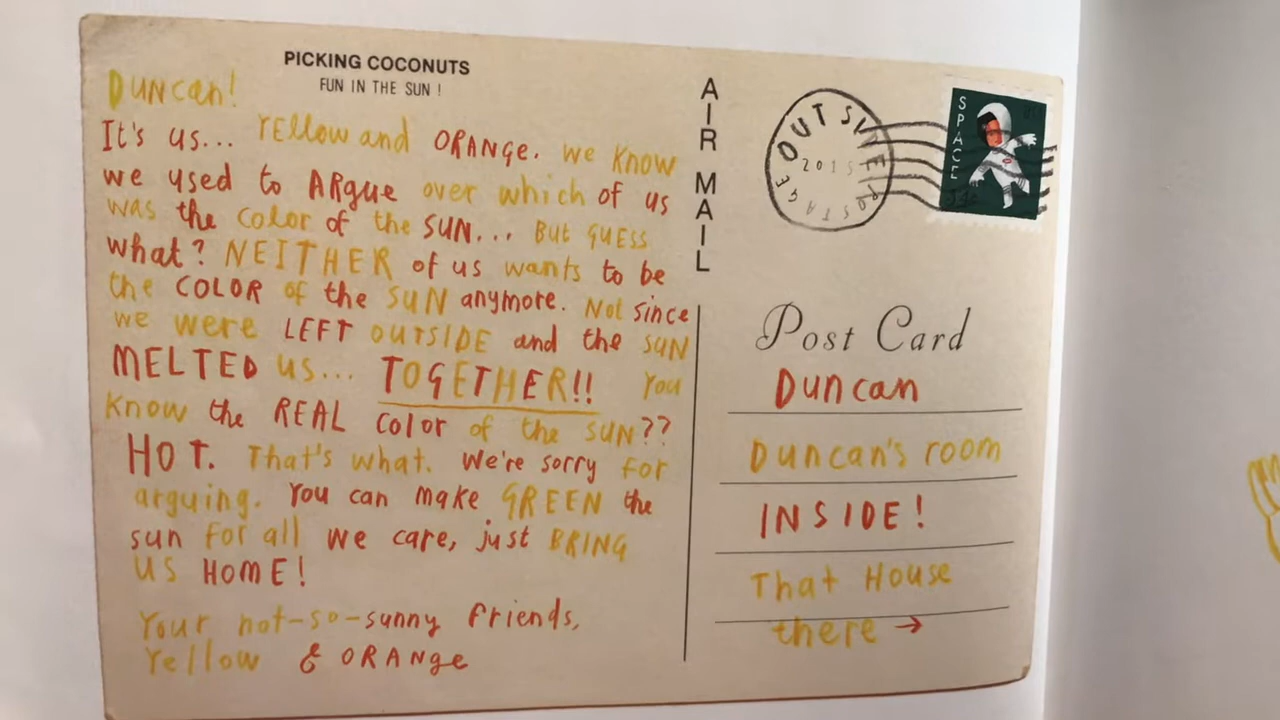 PICKING COCONUTS
FUN IN THE SUN !
Duncan!
It's us... Yellow and ORANGE. we know
we used to ARgue over which of us
was the color of the SUN... But guess
what? NEITHER of us wants to be
the COLOR of the SUN anymore. Not since
we were LEFT OUTSIDE and the SUN
MELTED us... TOGETHER!! You
know the REAL color of the SUN??
HOT. That's what. We're sorry for
arguing. You can make GREEN the
sun for all we care, just BRING
US HOME!
Your not-so-sunny friends,
Yellow & ORANge
AIR MAIL
OUTSIDE POSTAGE
2015
SPACE
Post Card
Duncan
Duncan's room
INSIDE!
That House
there →